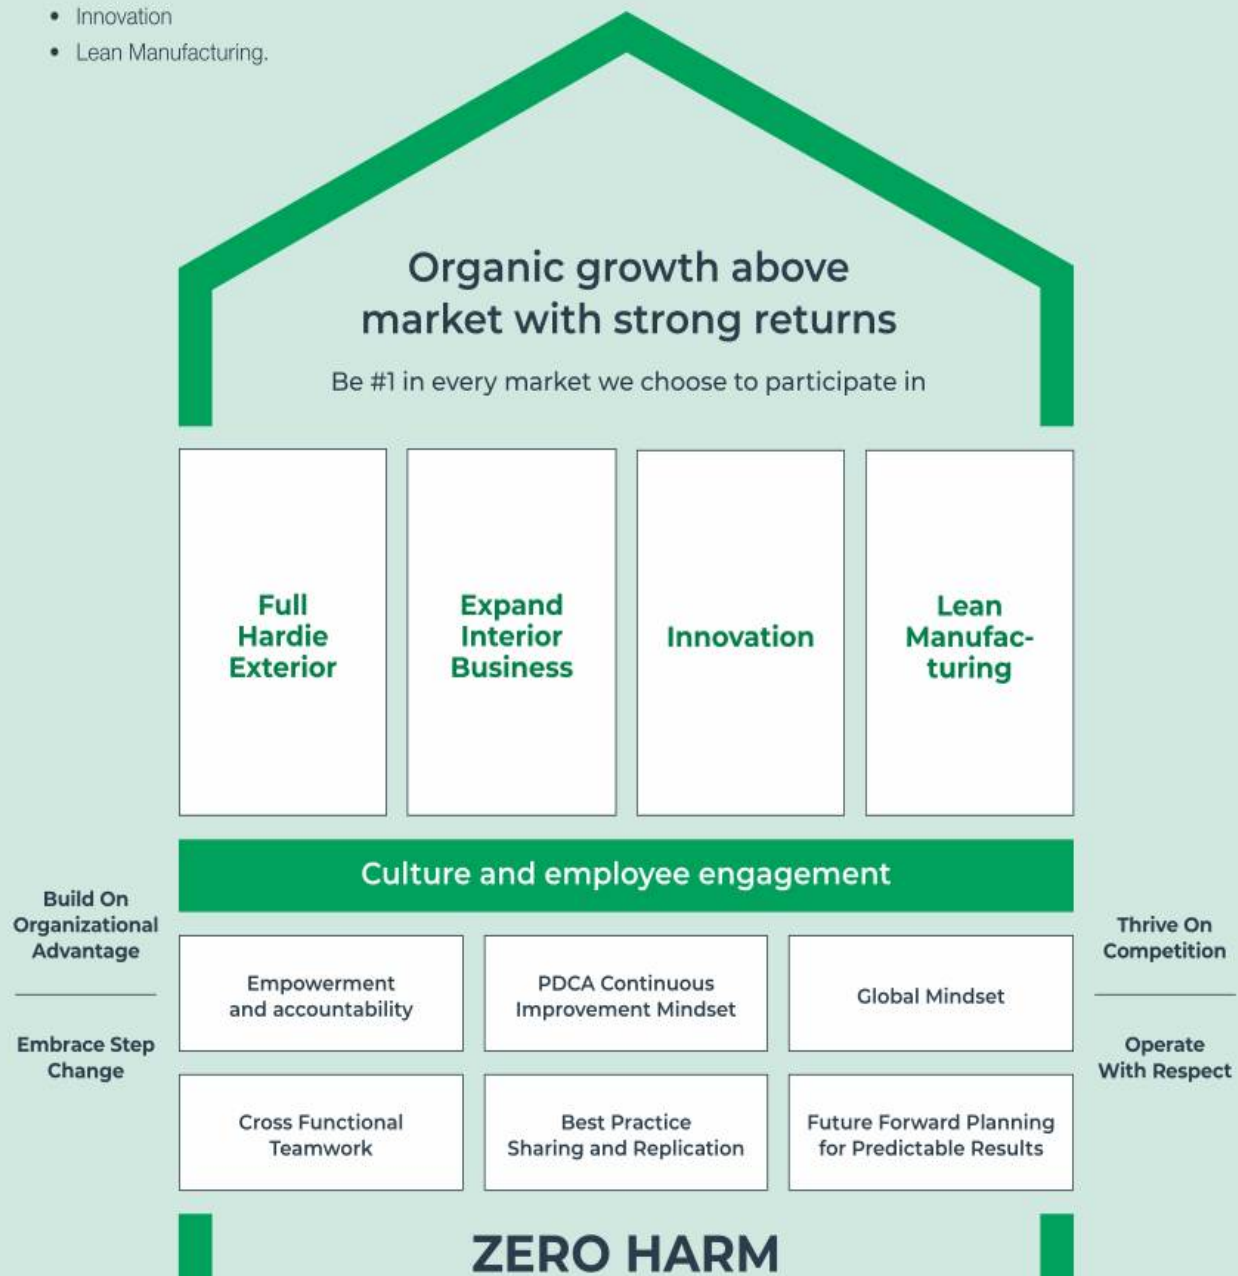 • Innovation
• Lean Manufacturing.
Organic growth above
market with strong returns
Be #1 in every market we choose to participate in
Full
Hardie
Exterior
Expand
Interior
Business
Innovation
Lean
Manufac-
turing
Culture and employee engagement
Build On
Organizational
Advantage
Embrace Step
Change
Empowerment
and accountability
PDCA Continuous
Improvement Mindset
Global Mindset
Cross Functional
Teamwork
Best Practice
Sharing and Replication
Future Forward Planning
for Predictable Results
Thrive On
Competition
Operate
With Respect
ZERO HARM